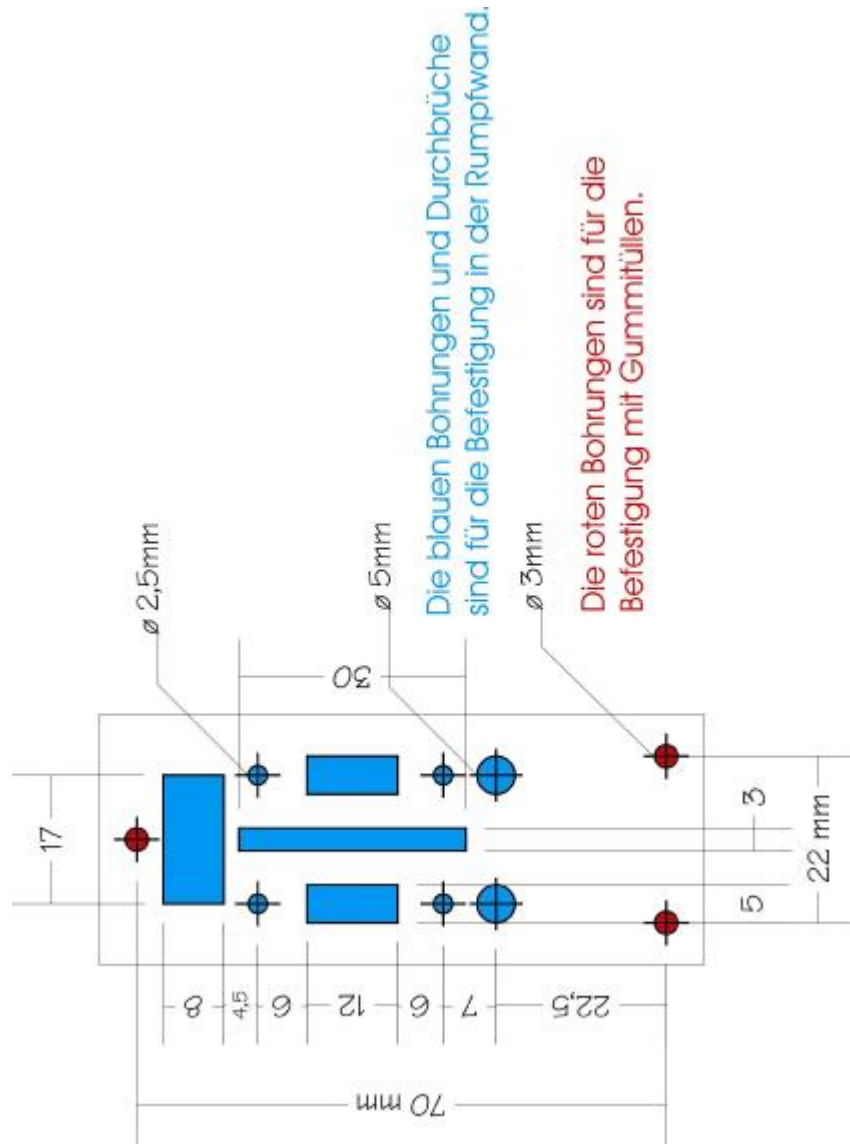 17
8
4,5
6
12
6
7
22,5
70 mm
30
3
5
22 mm
ø 2,5mm
ø 5mm
ø 3mm
Die blauen Bohrungen und Durchbrüche
sind für die Befestigung in der Rumpfwand.
Die roten Bohrungen sind für die
Befestigung mit Gummitüllen.